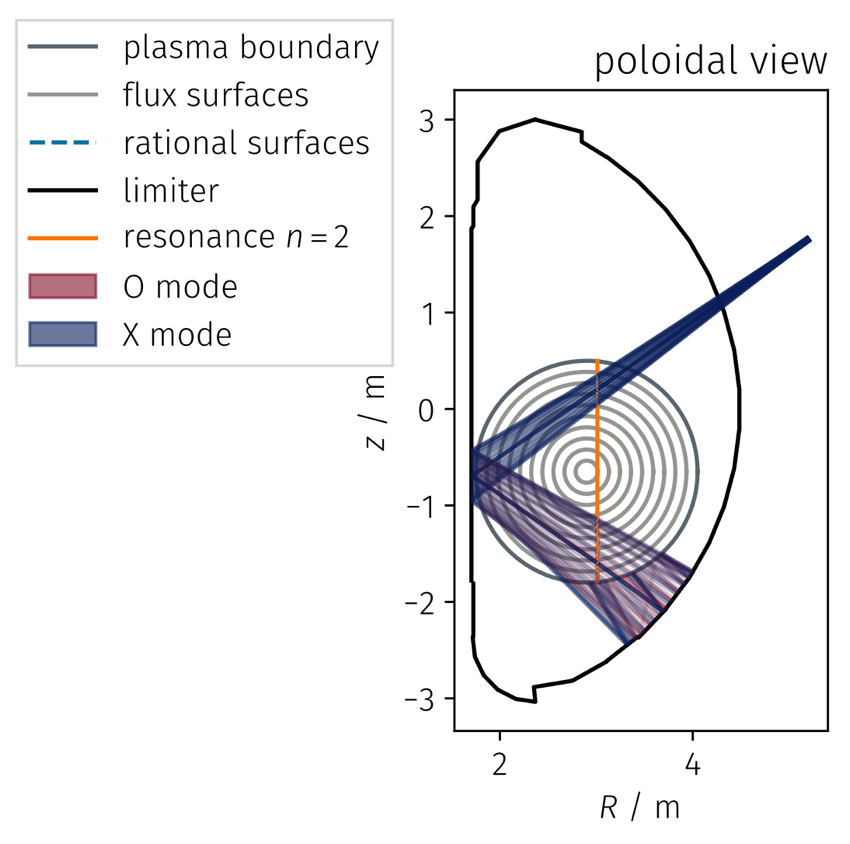 plasma boundary
flux surfaces
rational surfaces
limiter
resonance n = 2
O mode
X mode
poloidal view
3
2
1
0
−1
−2
−3
z / m
2 4
R / m